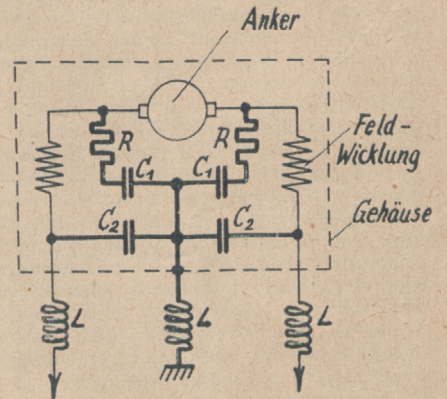 Anker
R
R
Feld-
Wicklung
C₁
C₁
C₂
C₂
Gehäuse
L
L
L